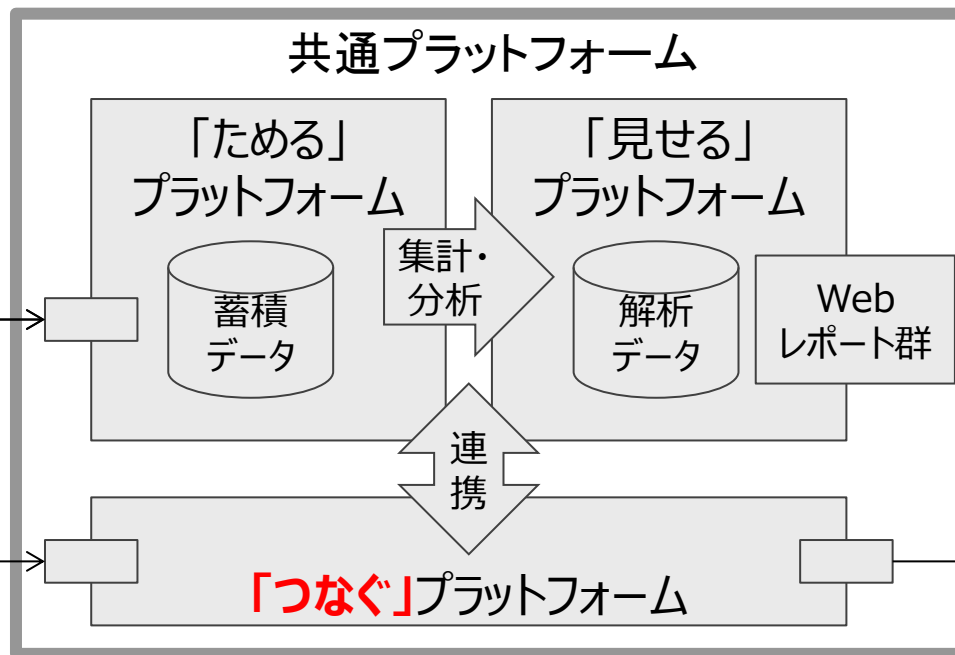 共通プラットフォーム
「ためる」
プラットフォーム
蓄積
データ
集計・
分析
「見せる」
プラットフォーム
解析
データ
Web
レポート群
連
携
「つなぐ」プラットフォーム